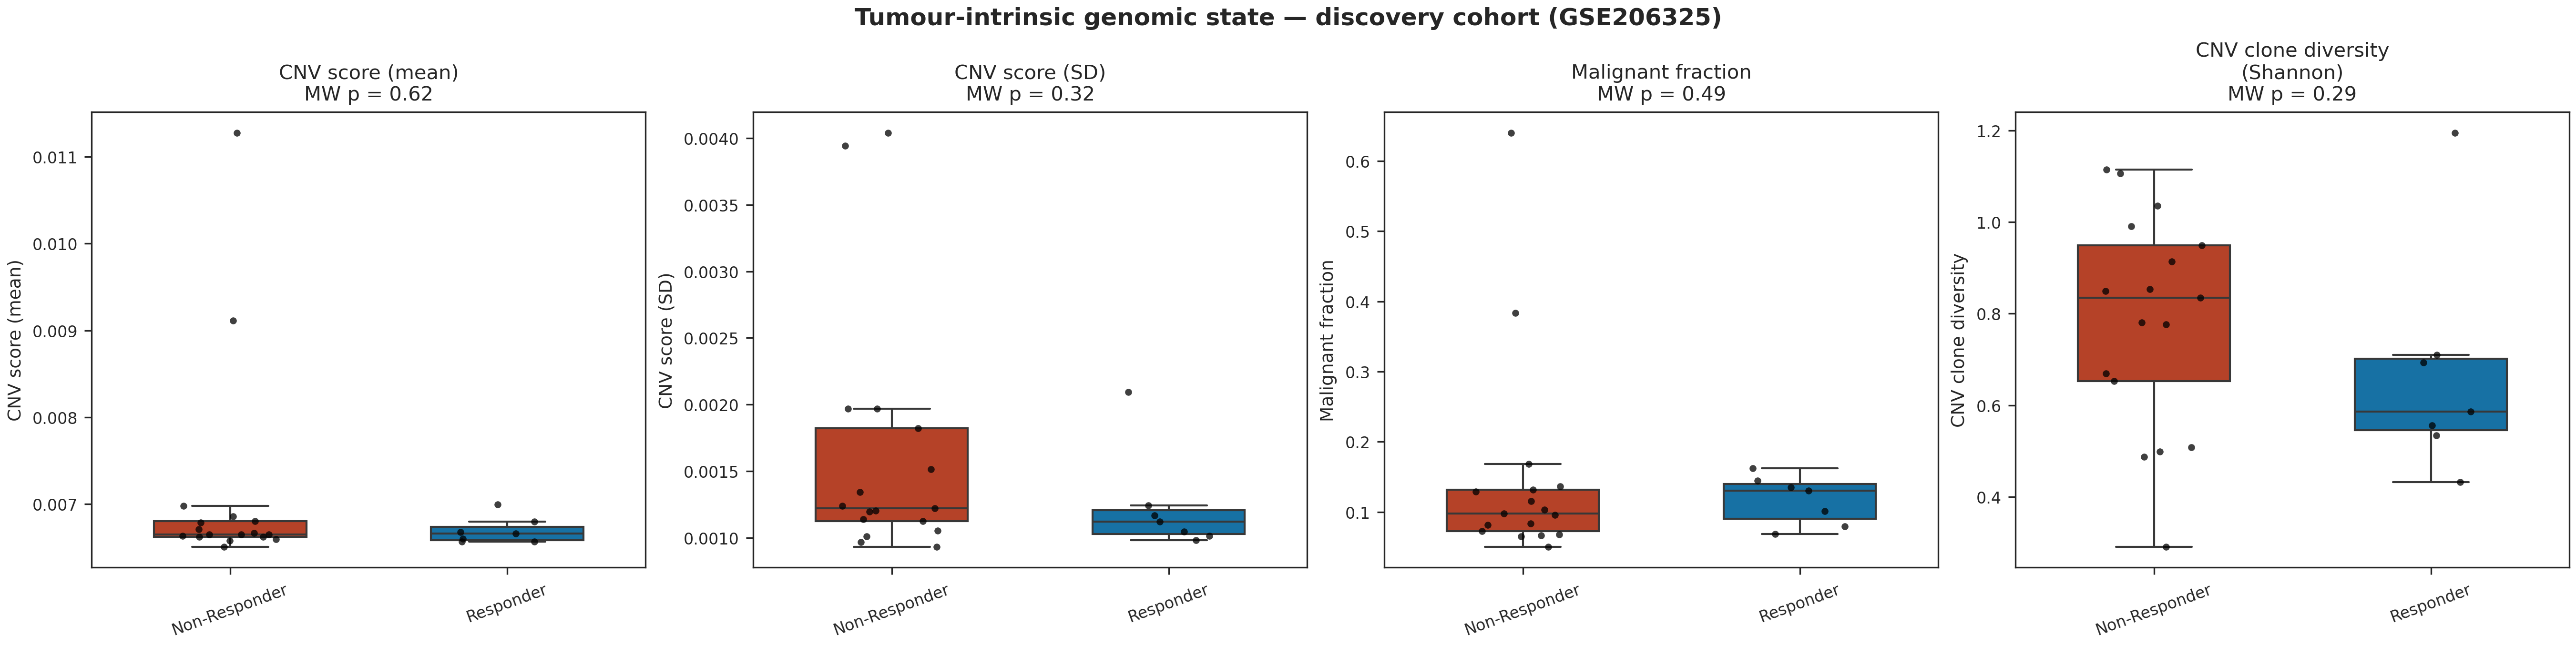 Tumour-intrinsic genomic state — discovery cohort (GSE206325)
CNV score (mean)
MW p = 0.62
CNV score (mean)
0.011
0.010
0.009
0.008
0.007
Non-Responder
Responder
CNV score (SD)
MW p = 0.32
CNV score (SD)
0.0040
0.0035
0.0030
0.0025
0.0020
0.0015
0.0010
Non-Responder
Responder
Malignant fraction
MW p = 0.49
Malignant fraction
0.6
0.5
0.4
0.3
0.2
0.1
Non-Responder
Responder
CNV clone diversity
(Shannon)
MW p = 0.29
CNV clone diversity
1.2
1.0
0.8
0.6
0.4
Non-Responder
Responder